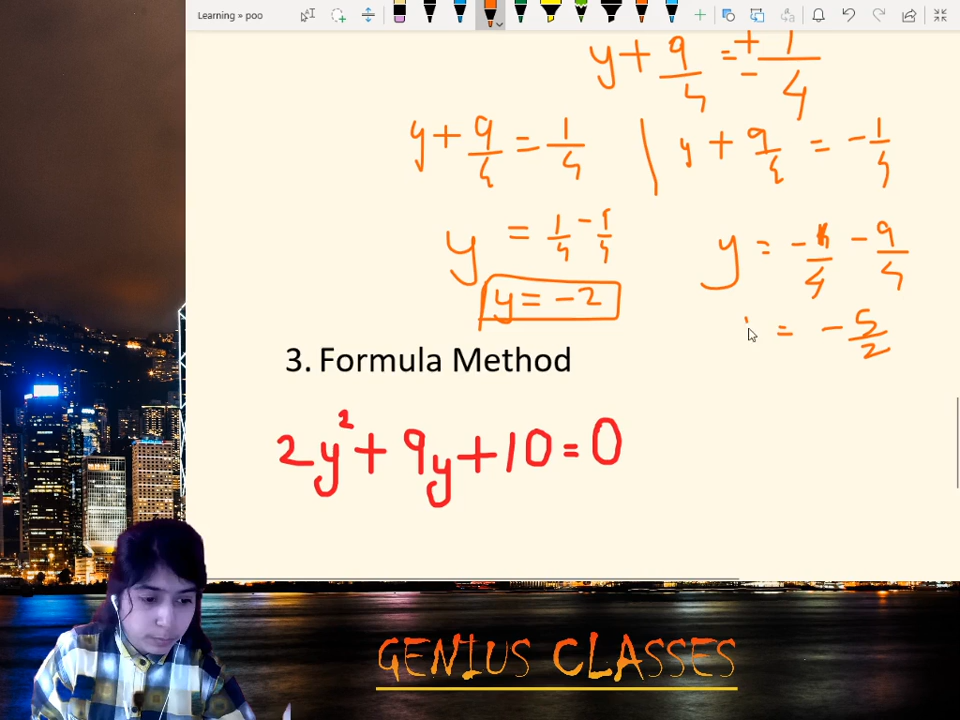 Learning » poo
y + 9/4 = ± 1/4
y + 9/4 = 1/4 | y + 9/4 = - 1/4
y = 1/4 - 9/4
y = - 1/4 - 9/4
y = -2
= - 5/2
3. Formula Method
2y² + 9y + 10 = 0
GENIUS CLASSES